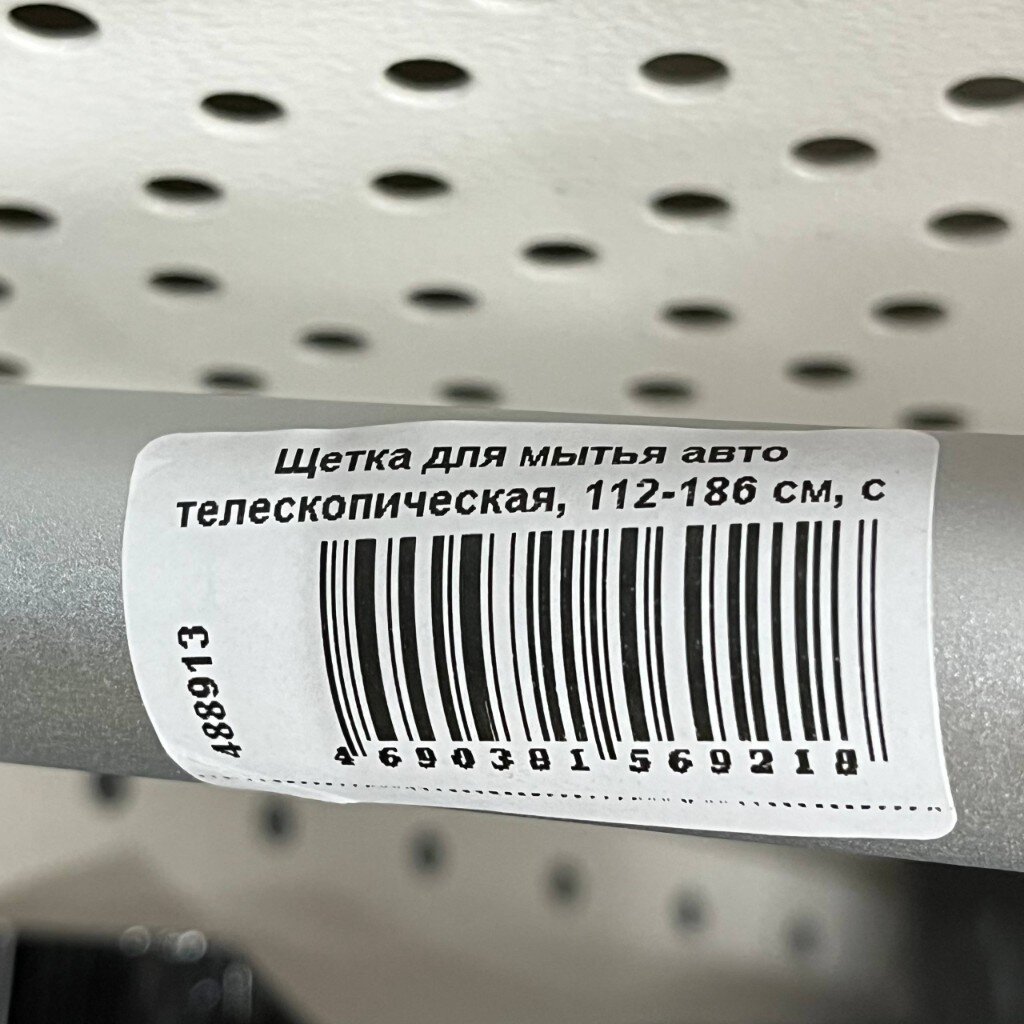 Щетка для мытья авто
телескопическая, 112-186 см, с
488913
4 690381 569218